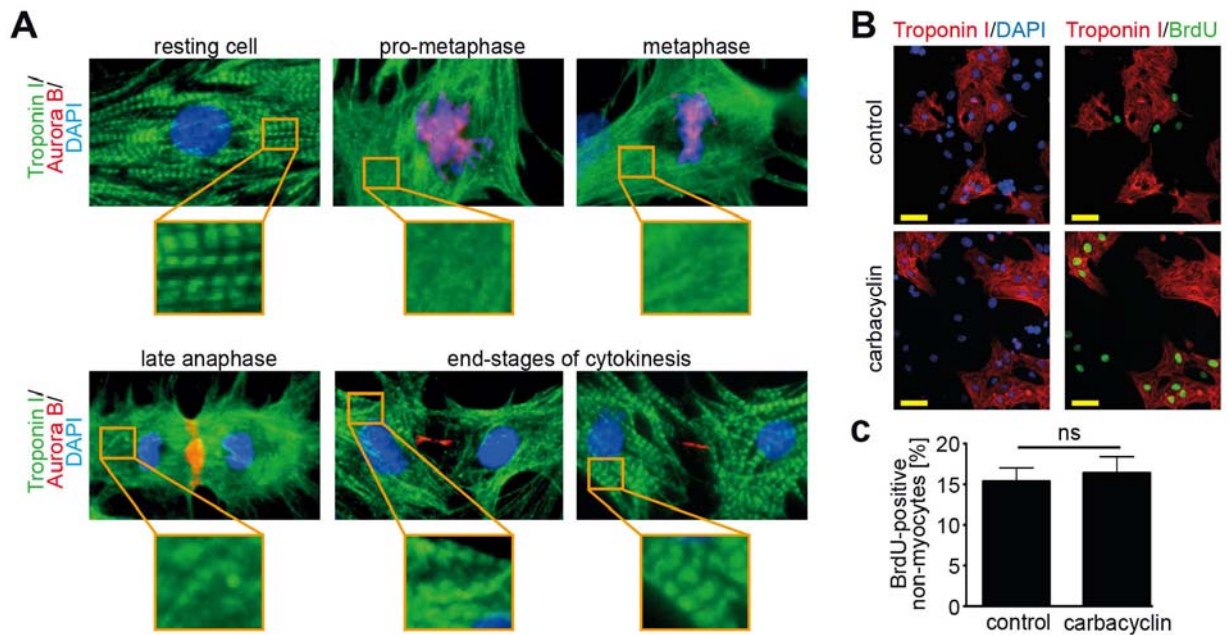 A
resting cell
pro-metaphase
metaphase
Troponin I/
Aurora B/
DAPI
late anaphase
end-stages of cytokinesis
Troponin I/
Aurora B/
DAPI
B
Troponin I/DAPI
Troponin I/BrdU
control
carbacyclin
C
BrdU-positive
non-myocytes [%]
ns
20
15
10
5
0
control
carbacyclin